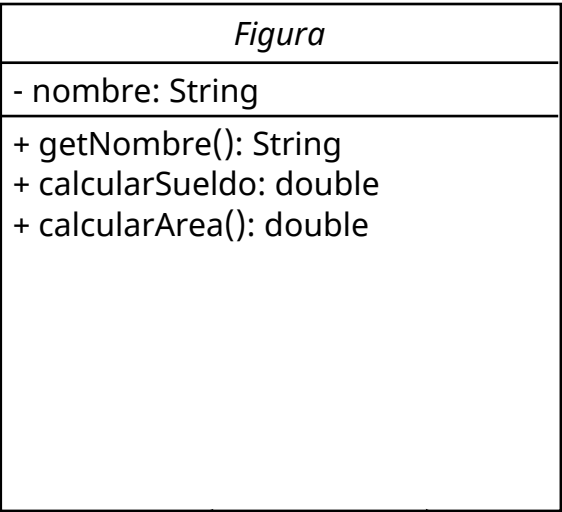 Figura
- nombre: String
+ getNombre(): String
+ calcularSueldo: double
+ calcularArea(): double